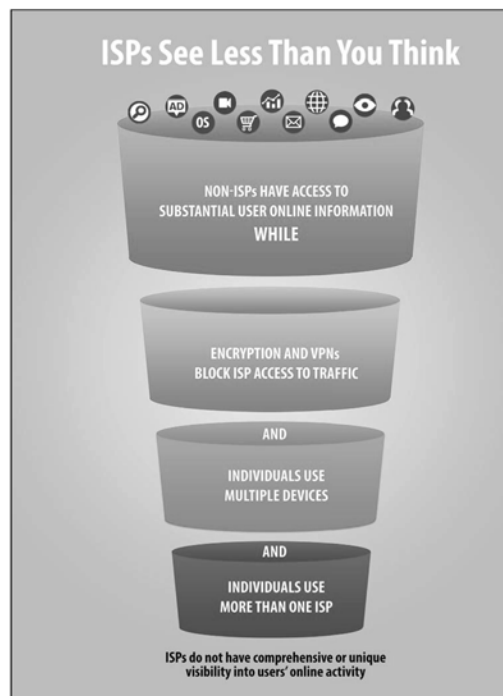 ISPs See Less Than You Think
AD
OS
NON-ISPs HAVE ACCESS TO
SUBSTANTIAL USER ONLINE INFORMATION
WHILE
ENCRYPTION AND VPNs
BLOCK ISP ACCESS TO TRAFFIC
AND
INDIVIDUALS USE
MULTIPLE DEVICES
AND
INDIVIDUALS USE
MORE THAN ONE ISP
ISPs do not have comprehensive or unique
visibility into users' online activity